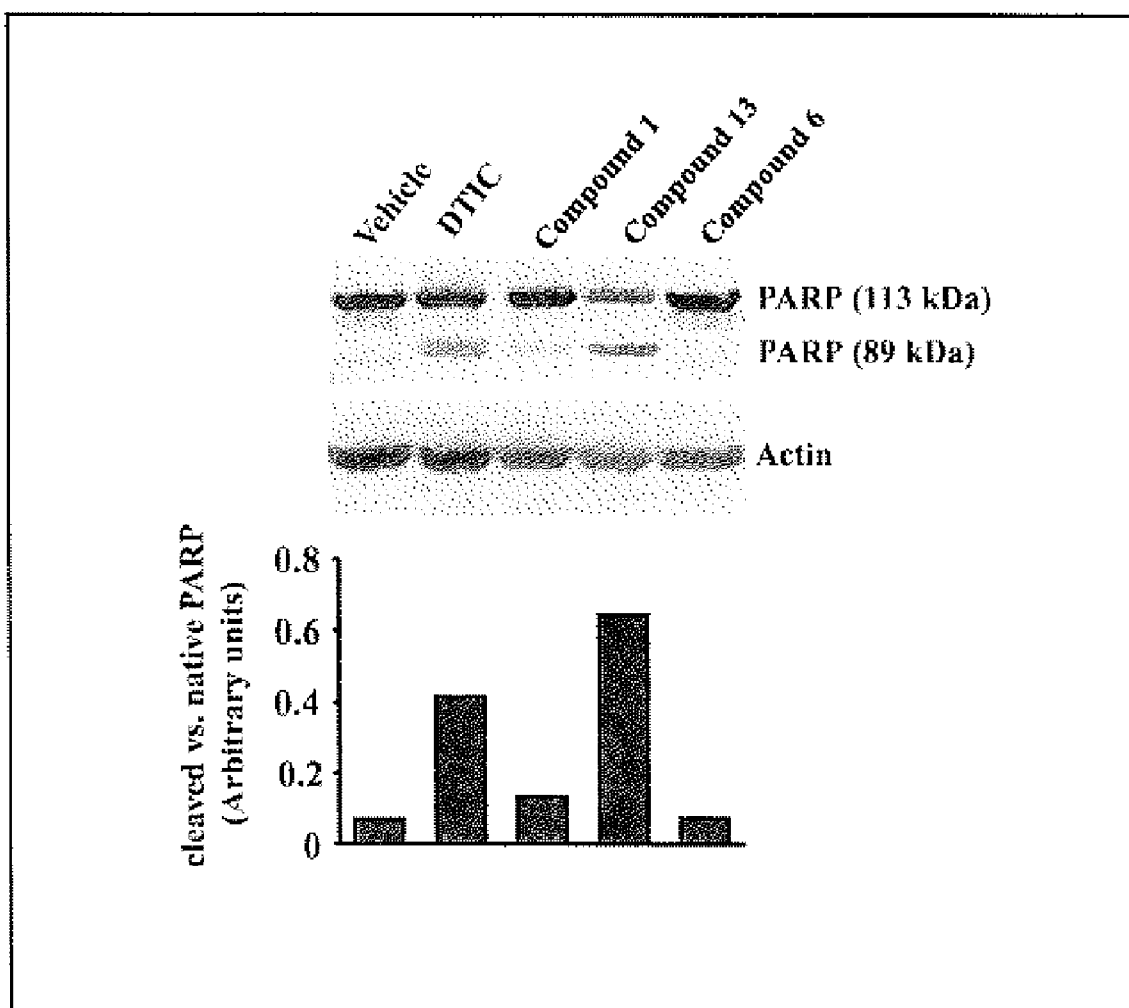 Vehicle
DTIC
Compound 1
Compound 13
Compound 6
PARP (113 kDa)
PARP (89 kDa)
Actin
cleaved vs. native PARP
(Arbitrary units)
0.8
0.6
0.4
0.2
0